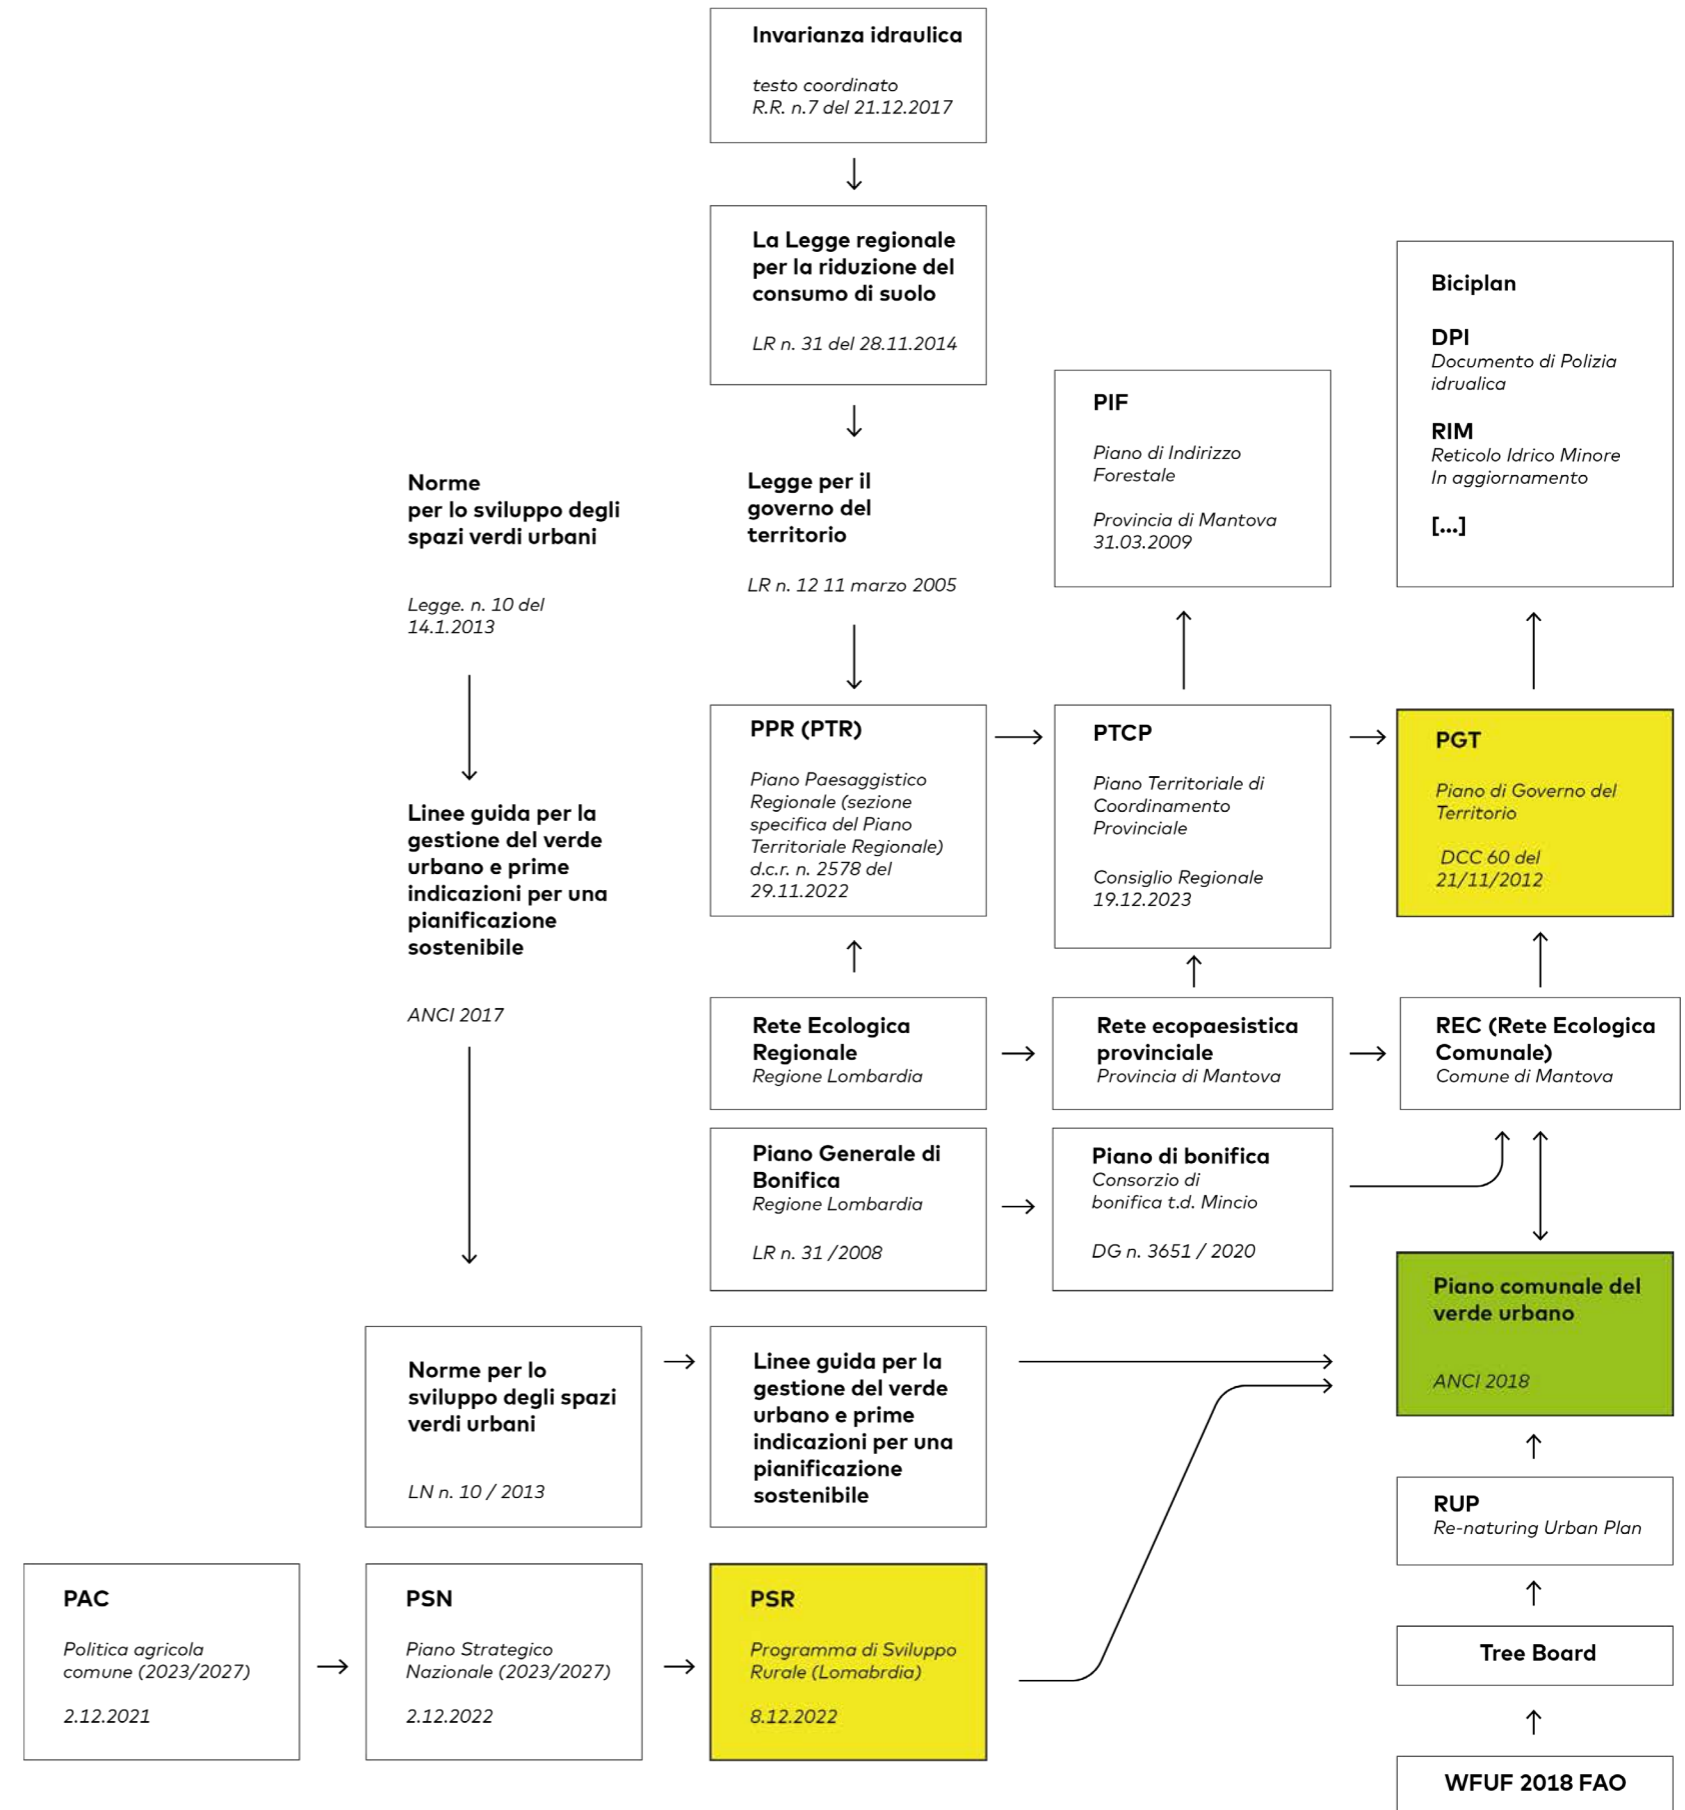 Invarianza idraulica
testo coordinato
R.R. n.7 del 21.12.2017
La Legge regionale
per la riduzione del
consumo di suolo
LR n. 31 del 28.11.2014
Biciplan
DPI
Documento di Polizia
idrualica
RIM
Reticolo Idrico Minore
In aggiornamento
[...]
PIF
Piano di Indirizzo
Forestale
Provincia di Mantova
31.03.2009
Norme
per lo sviluppo degli
spazi verdi urbani
Legge. n. 10 del
14.1.2013
Legge per il
governo del
territorio
LR n. 12 11 marzo 2005
PPR (PTR)
Piano Paesaggistico
Regionale (sezione
specifica del Piano
Territoriale Regionale)
d.c.r. n. 2578 del
29.11.2022
PTCP
Piano Territoriale di
Coordinamento
Provinciale
Consiglio Regionale
19.12.2023
PGT
Piano di Governo del
Territorio
DCC 60 del
21/11/2012
Linee guida per la
gestione del verde
urbano e prime
indicazioni per una
pianificazione
sostenibile
ANCI 2017
Rete Ecologica
Regionale
Regione Lombardia
Rete ecopaesistica
provinciale
Provincia di Mantova
REC (Rete Ecologica
Comunale)
Comune di Mantova
Piano Generale di
Bonifica
Regione Lombardia
LR n. 31 /2008
Piano di bonifica
Consorzio di
bonifica t.d. Mincio
DG n. 3651 / 2020
Piano comunale del
verde urbano
ANCI 2018
Norme per lo
sviluppo degli spazi
verdi urbani
LN n. 10 / 2013
Linee guida per la
gestione del verde
urbano e prime
indicazioni per una
pianificazione
sostenibile
RUP
Re-naturing Urban Plan
PAC
Politica agricola
comune (2023/2027)
2.12.2021
PSN
Piano Strategico
Nazionale (2023/2027)
2.12.2022
PSR
Programma di Sviluppo
Rurale (Lomabrdia)
8.12.2022
Tree Board
WFUF 2018 FAO